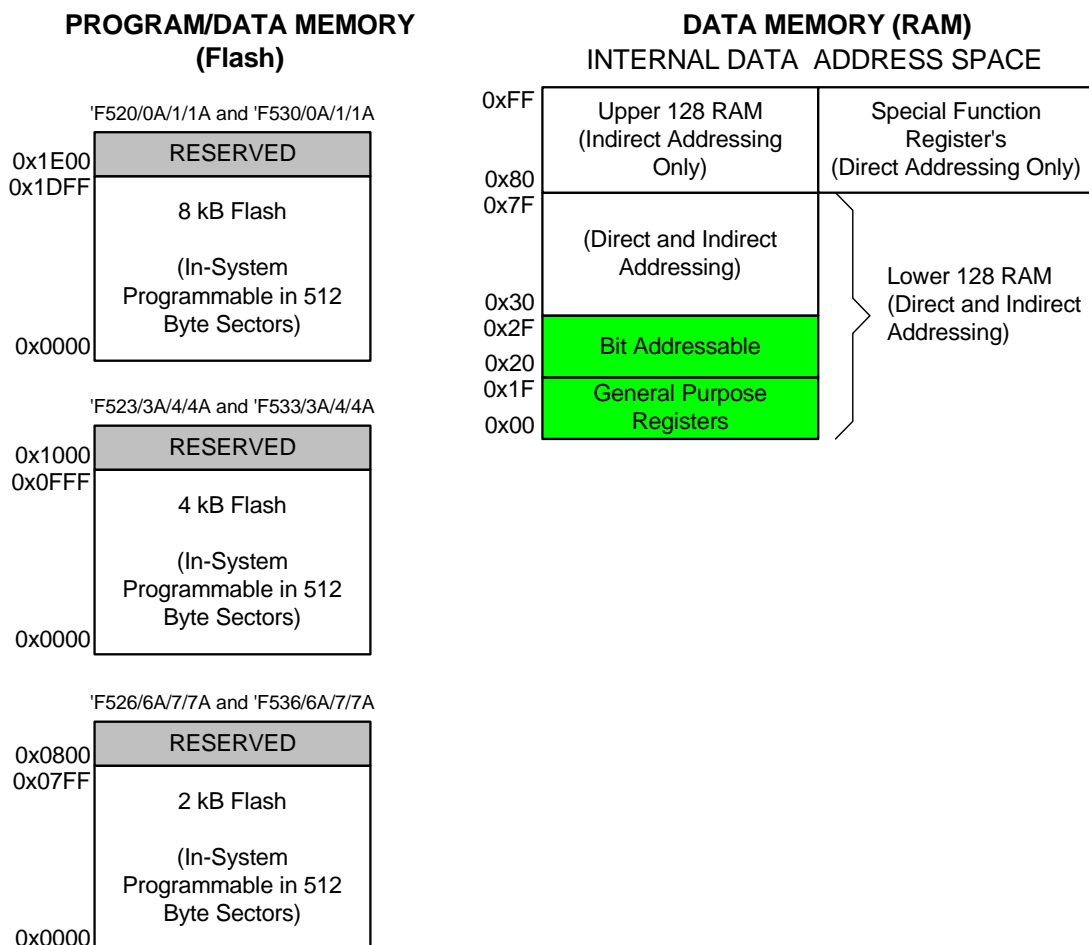 PROGRAM/DATA MEMORY
(Flash)
'F520/0A/1/1A and 'F530/0A/1/1A
RESERVED
0x1E00
0x1DFF
8 kB Flash
(In-System
Programmable in 512
Byte Sectors)
0x0000
'F523/3A/4/4A and 'F533/3A/4/4A
RESERVED
0x1000
0x0FFF
4 kB Flash
(In-System
Programmable in 512
Byte Sectors)
0x0000
'F526/6A/7/7A and 'F536/6A/7/7A
RESERVED
0x0800
0x07FF
2 kB Flash
(In-System
Programmable in 512
Byte Sectors)
0x0000
DATA MEMORY (RAM)
INTERNAL DATA ADDRESS SPACE
0xFF
Upper 128 RAM
(Indirect Addressing
Only)
0x80
Special Function
Register's
(Direct Addressing Only)
0x7F
(Direct and Indirect
Addressing)
0x30
0x2F
Bit Addressable
0x20
0x1F
General Purpose
Registers
0x00
Lower 128 RAM
(Direct and Indirect
Addressing)